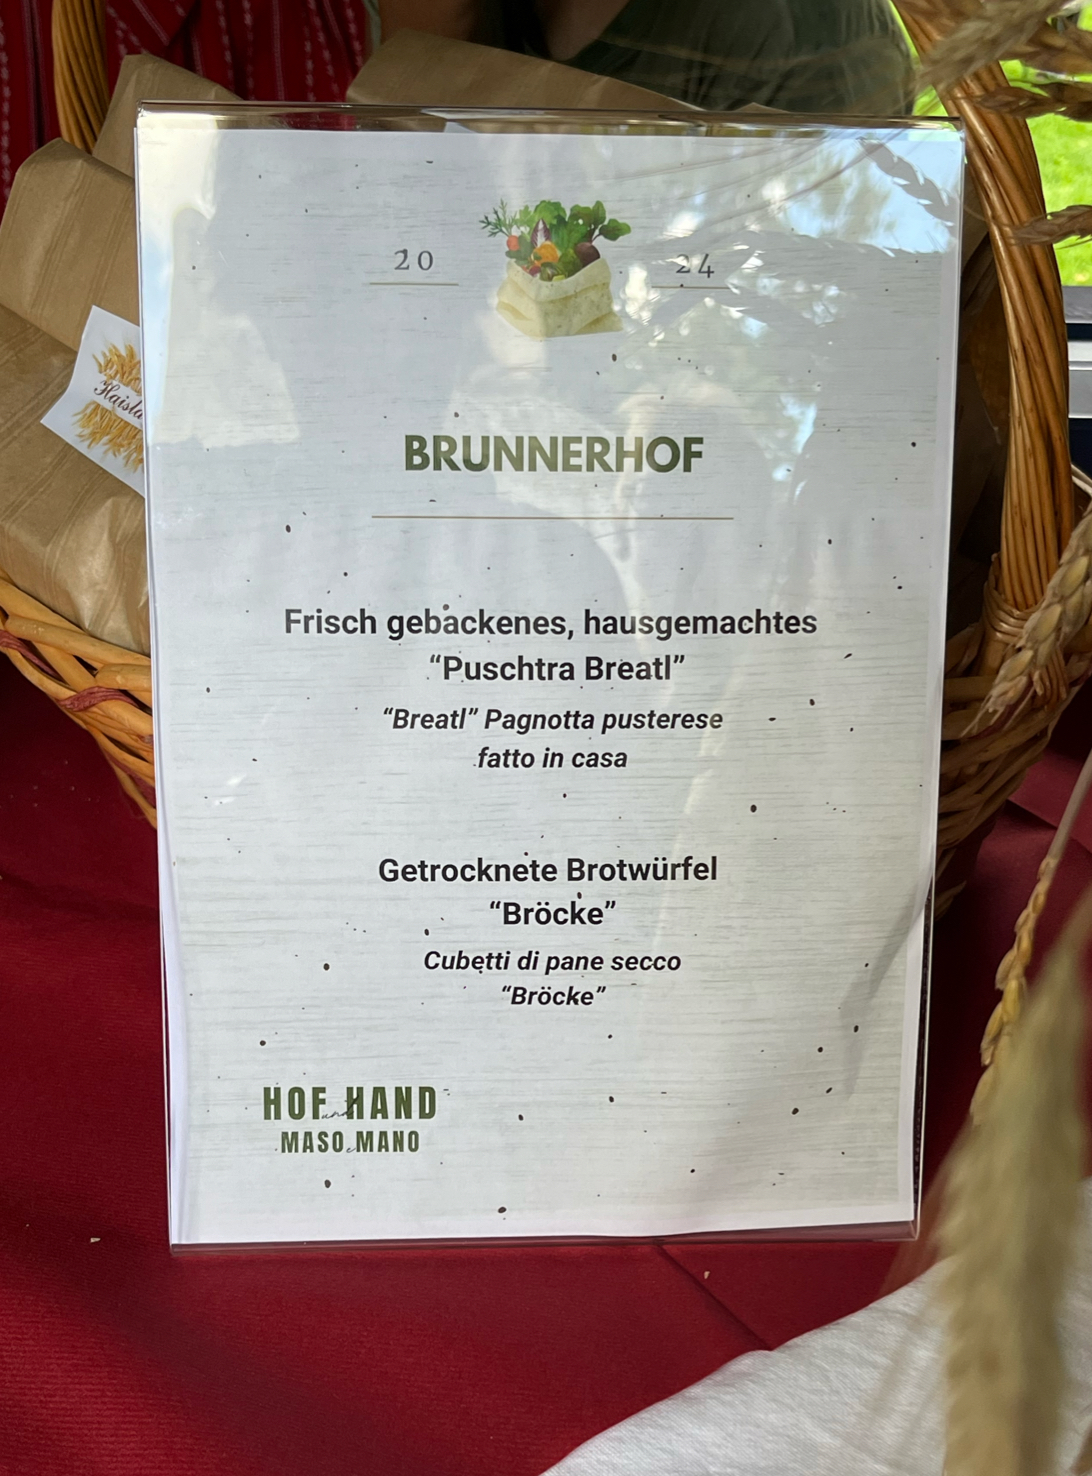 20 24
BRUNNERHOF
Frisch gebackenes, hausgemachtes
“Puschtra Breatl”
“Breatl” Pagnotta pusterese
fatto in casa
Getrocknete Brotwürfel
“Bröcke”
Cubetti di pane secco
“Bröcke”
HOF und HAND
MASO e MANO